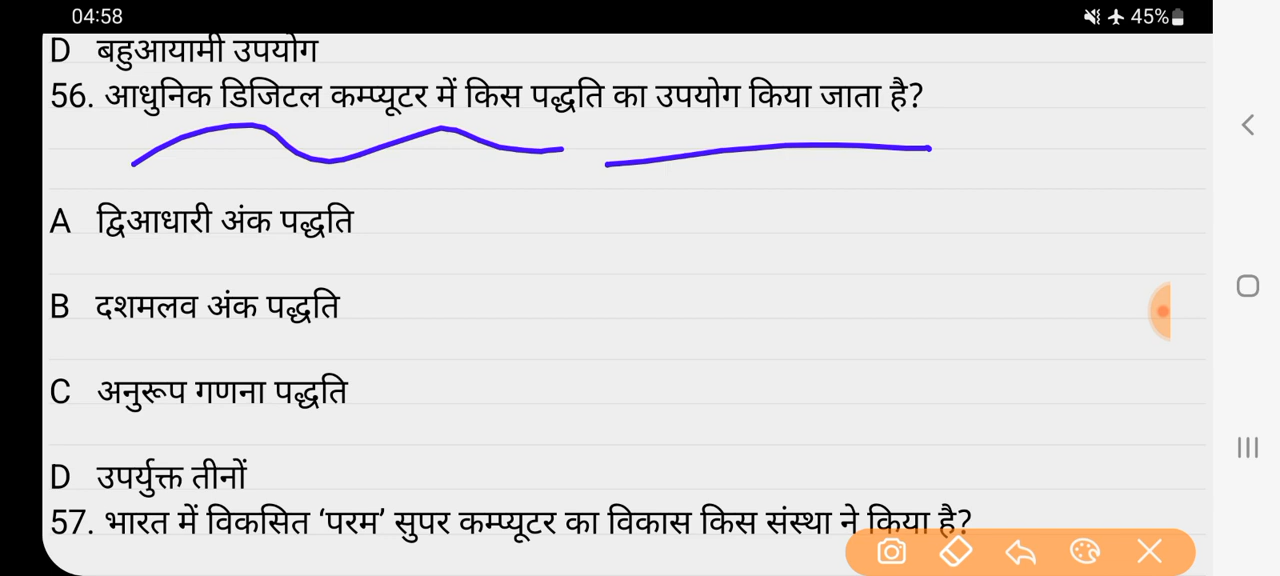 04:58
45%
D बहुआयामी उपयोग
56. आधुनिक डिजिटल कम्प्यूटर में किस पद्धति का उपयोग किया जाता है?
A द्विआधारी अंक पद्धति
B दशमलव अंक पद्धति
C अनुरूप गणना पद्धति
D उपर्युक्त तीनों
57. भारत में विकसित ‘परम’ सुपर कम्प्यूटर का विकास किस संस्था ने किया है?